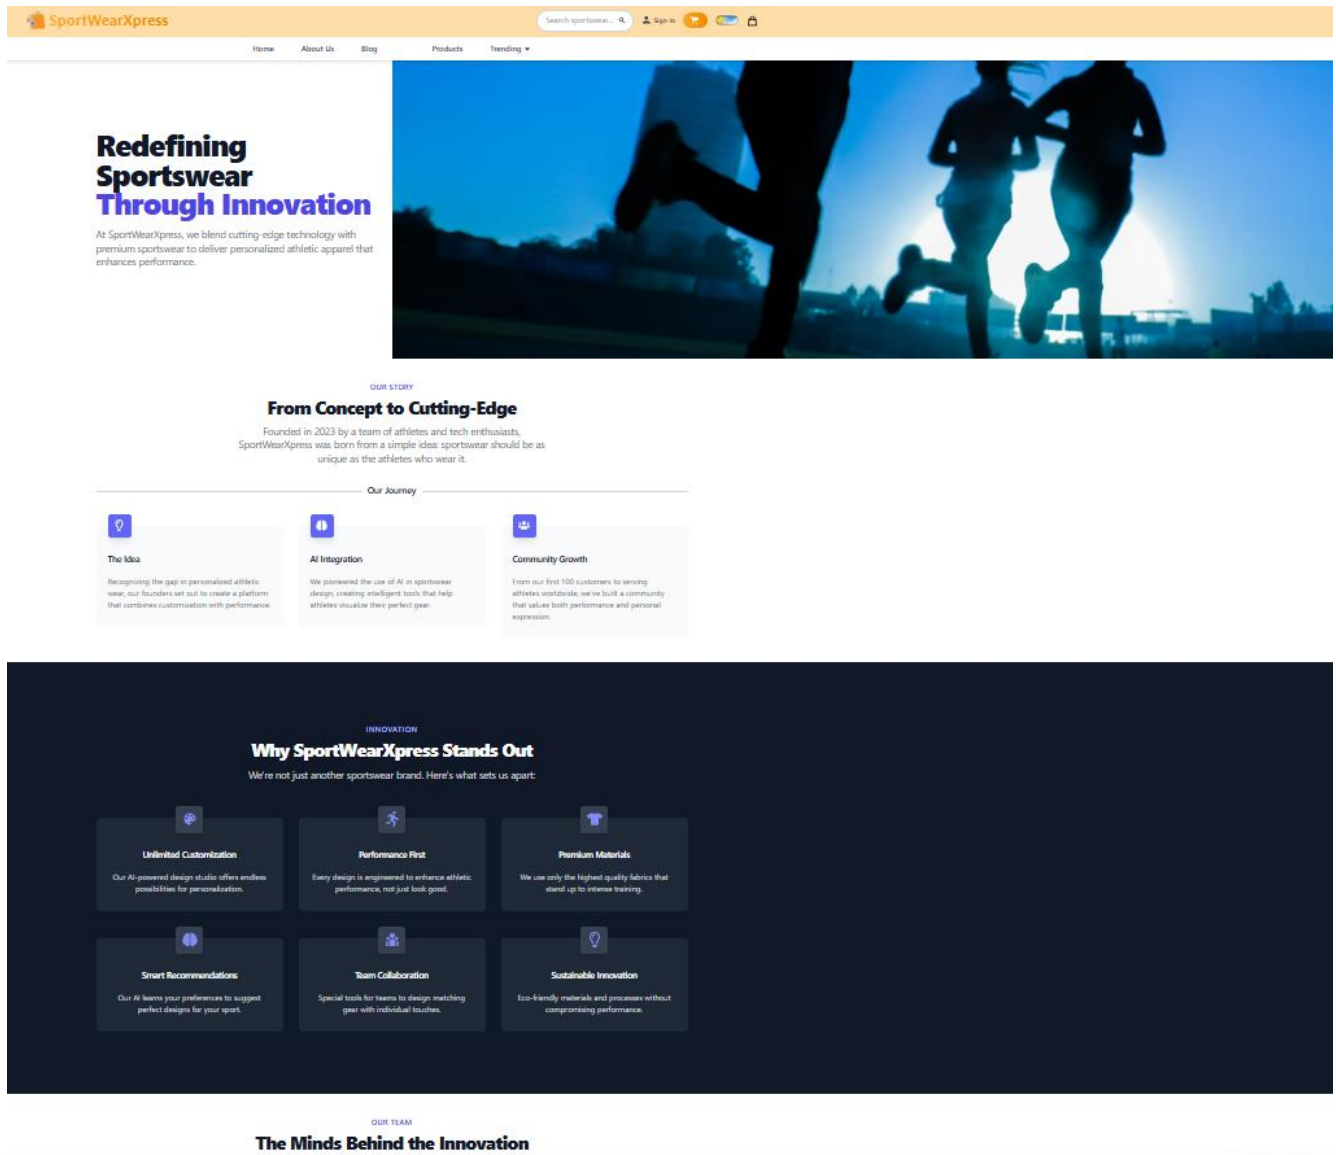 SportWearXpress
Search sportswear...
Sign in
Home
About Us
Blog
Products
Trending
Redefining
Sportswear
Through Innovation
At SportWearXpress, we blend cutting-edge technology with
premium sportswear to deliver personalized athletic apparel that
enhances performance.
OUR STORY
From Concept to Cutting-Edge
Founded in 2023 by a team of athletes and tech enthusiasts,
SportWearXpress was born from a simple idea: sportswear should be as
unique as the athletes who wear it.
Our Journey
The Idea
Recognizing the gap in personalized athletic
wear, our founders set out to create a platform
that combines customization with performance.
AI Integration
We pioneered the use of AI in sportswear
design, creating intelligent tools that help
athletes visualize their perfect gear.
Community Growth
From our first 100 customers to serving
athletes worldwide, we've built a community
that values both performance and personal
expression.
INNOVATION
Why SportWearXpress Stands Out
We're not just another sportswear brand. Here's what sets us apart:
Unlimited Customization
Our AI-powered design studio offers endless
possibilities for personalization.
Performance First
Every design is engineered to enhance athletic
performance, not just look good.
Premium Materials
We use only the highest quality fabrics that
stand up to intense training.
Smart Recommendations
Our AI learns your preferences to suggest
perfect designs for your sport.
Team Collaboration
Special tools for teams to design matching
gear with individual touches.
Sustainable Innovation
Eco-friendly materials and processes without
compromising performance.
OUR TEAM
The Minds Behind the Innovation